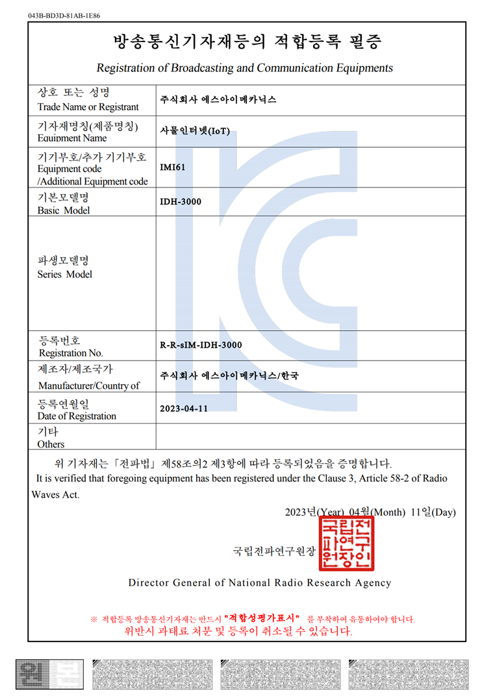 043B-BD3D-81AB-1E86
방송통신기자재등의 적합등록 필증
Registration of Broadcasting and Communication Equipments
상호 또는 성명
Trade Name or Registrant
주식회사 에스아이메카닉스
기자재명칭(제품명칭)
Equipment Name
사물인터넷(IoT)
기기부호/추가 기기부호
Equipment code
/Additional Equipment code
IMI61
기본모델명
Basic Model
IDH-3000
파생모델명
Series Model
등록번호
Registration No.
R-R-sIM-IDH-3000
제조자/제조국가
Manufacturer/Country of
주식회사 에스아이메카닉스/한국
등록연월일
Date of Registration
2023-04-11
기타
Others
위 기자재는「전파법」제58조의2 제3항에 따라 등록되었음을 증명합니다.
It is verified that foregoing equipment has been registered under the Clause 3, Article 58-2 of Radio
Waves Act.
2023년(Year) 04월(Month) 11일(Day)
국립전파연구원장
국립전
파연구
원장인
Director General of National Radio Research Agency
※ 적합등록 방송통신기자재는 반드시 "적합성평가표시" 를 부착하여 유통하여야 합니다.
위반시 과태료 처분 및 등록이 취소될 수 있습니다.
원본